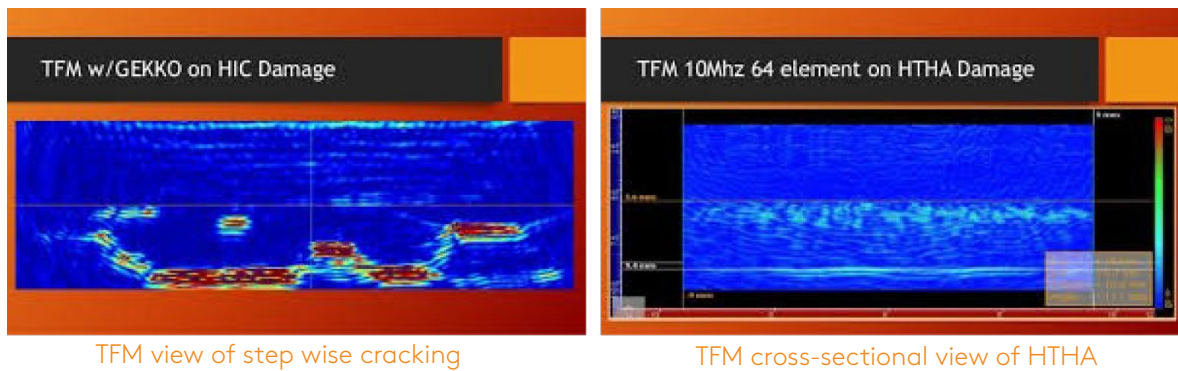 TFM w/GEKKO on HIC Damage
TFM 10Mhz 64 element on HTHA Damage
TFM view of step wise cracking
TFM cross-sectional view of HTHA